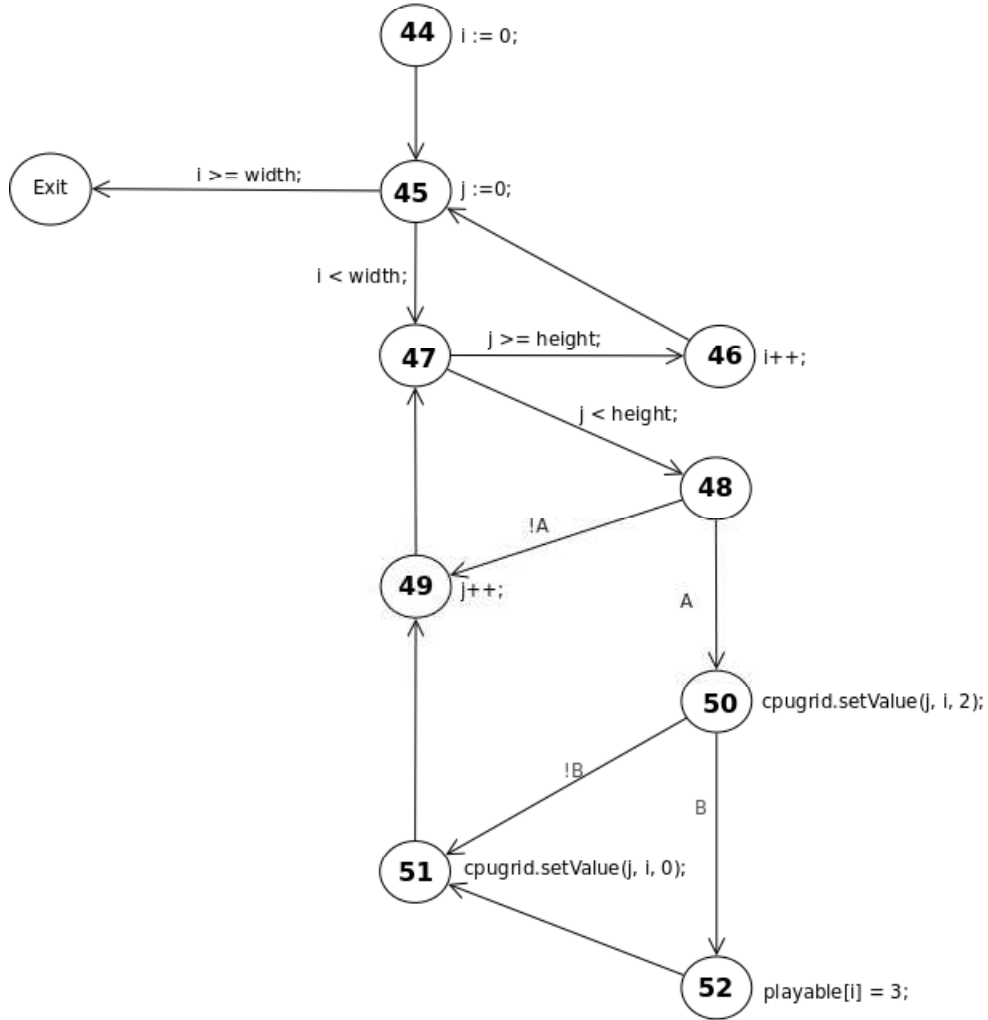 44 i := 0;
i >= width;
Exit
45 j :=0;
i < width;
j >= height;
47
46 i++;
j < height;
48
!A
49 j++;
A
50 cpugrid.setValue(j, i, 2);
!B
B
51 cpugrid.setValue(j, i, 0);
52 playable[i] = 3;